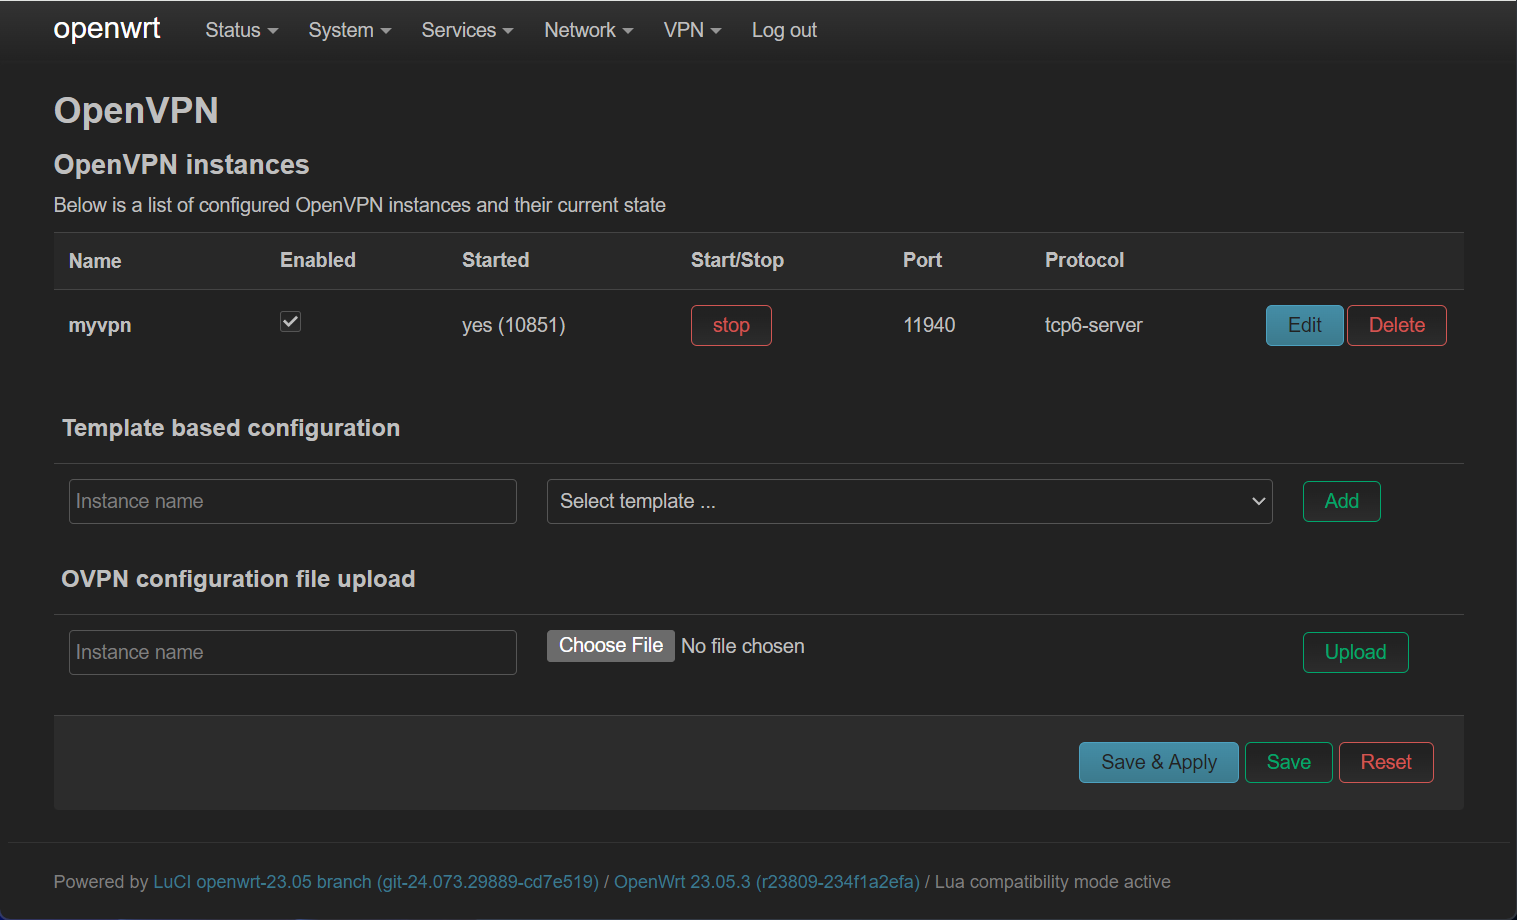 openwrt Status System Services Network VPN Log out
OpenVPN
OpenVPN instances
Below is a list of configured OpenVPN instances and their current state
Name Enabled Started Start/Stop Port Protocol
myvpn yes (10851) stop 11940 tcp6-server Edit Delete
Template based configuration
Instance name Select template ... Add
OVPN configuration file upload
Instance name Choose File No file chosen Upload
Save & Apply Save Reset
Powered by LuCI openwrt-23.05 branch (git-24.073.29889-cd7e519) / OpenWrt 23.05.3 (r23809-234f1a2efa) / Lua compatibility mode active